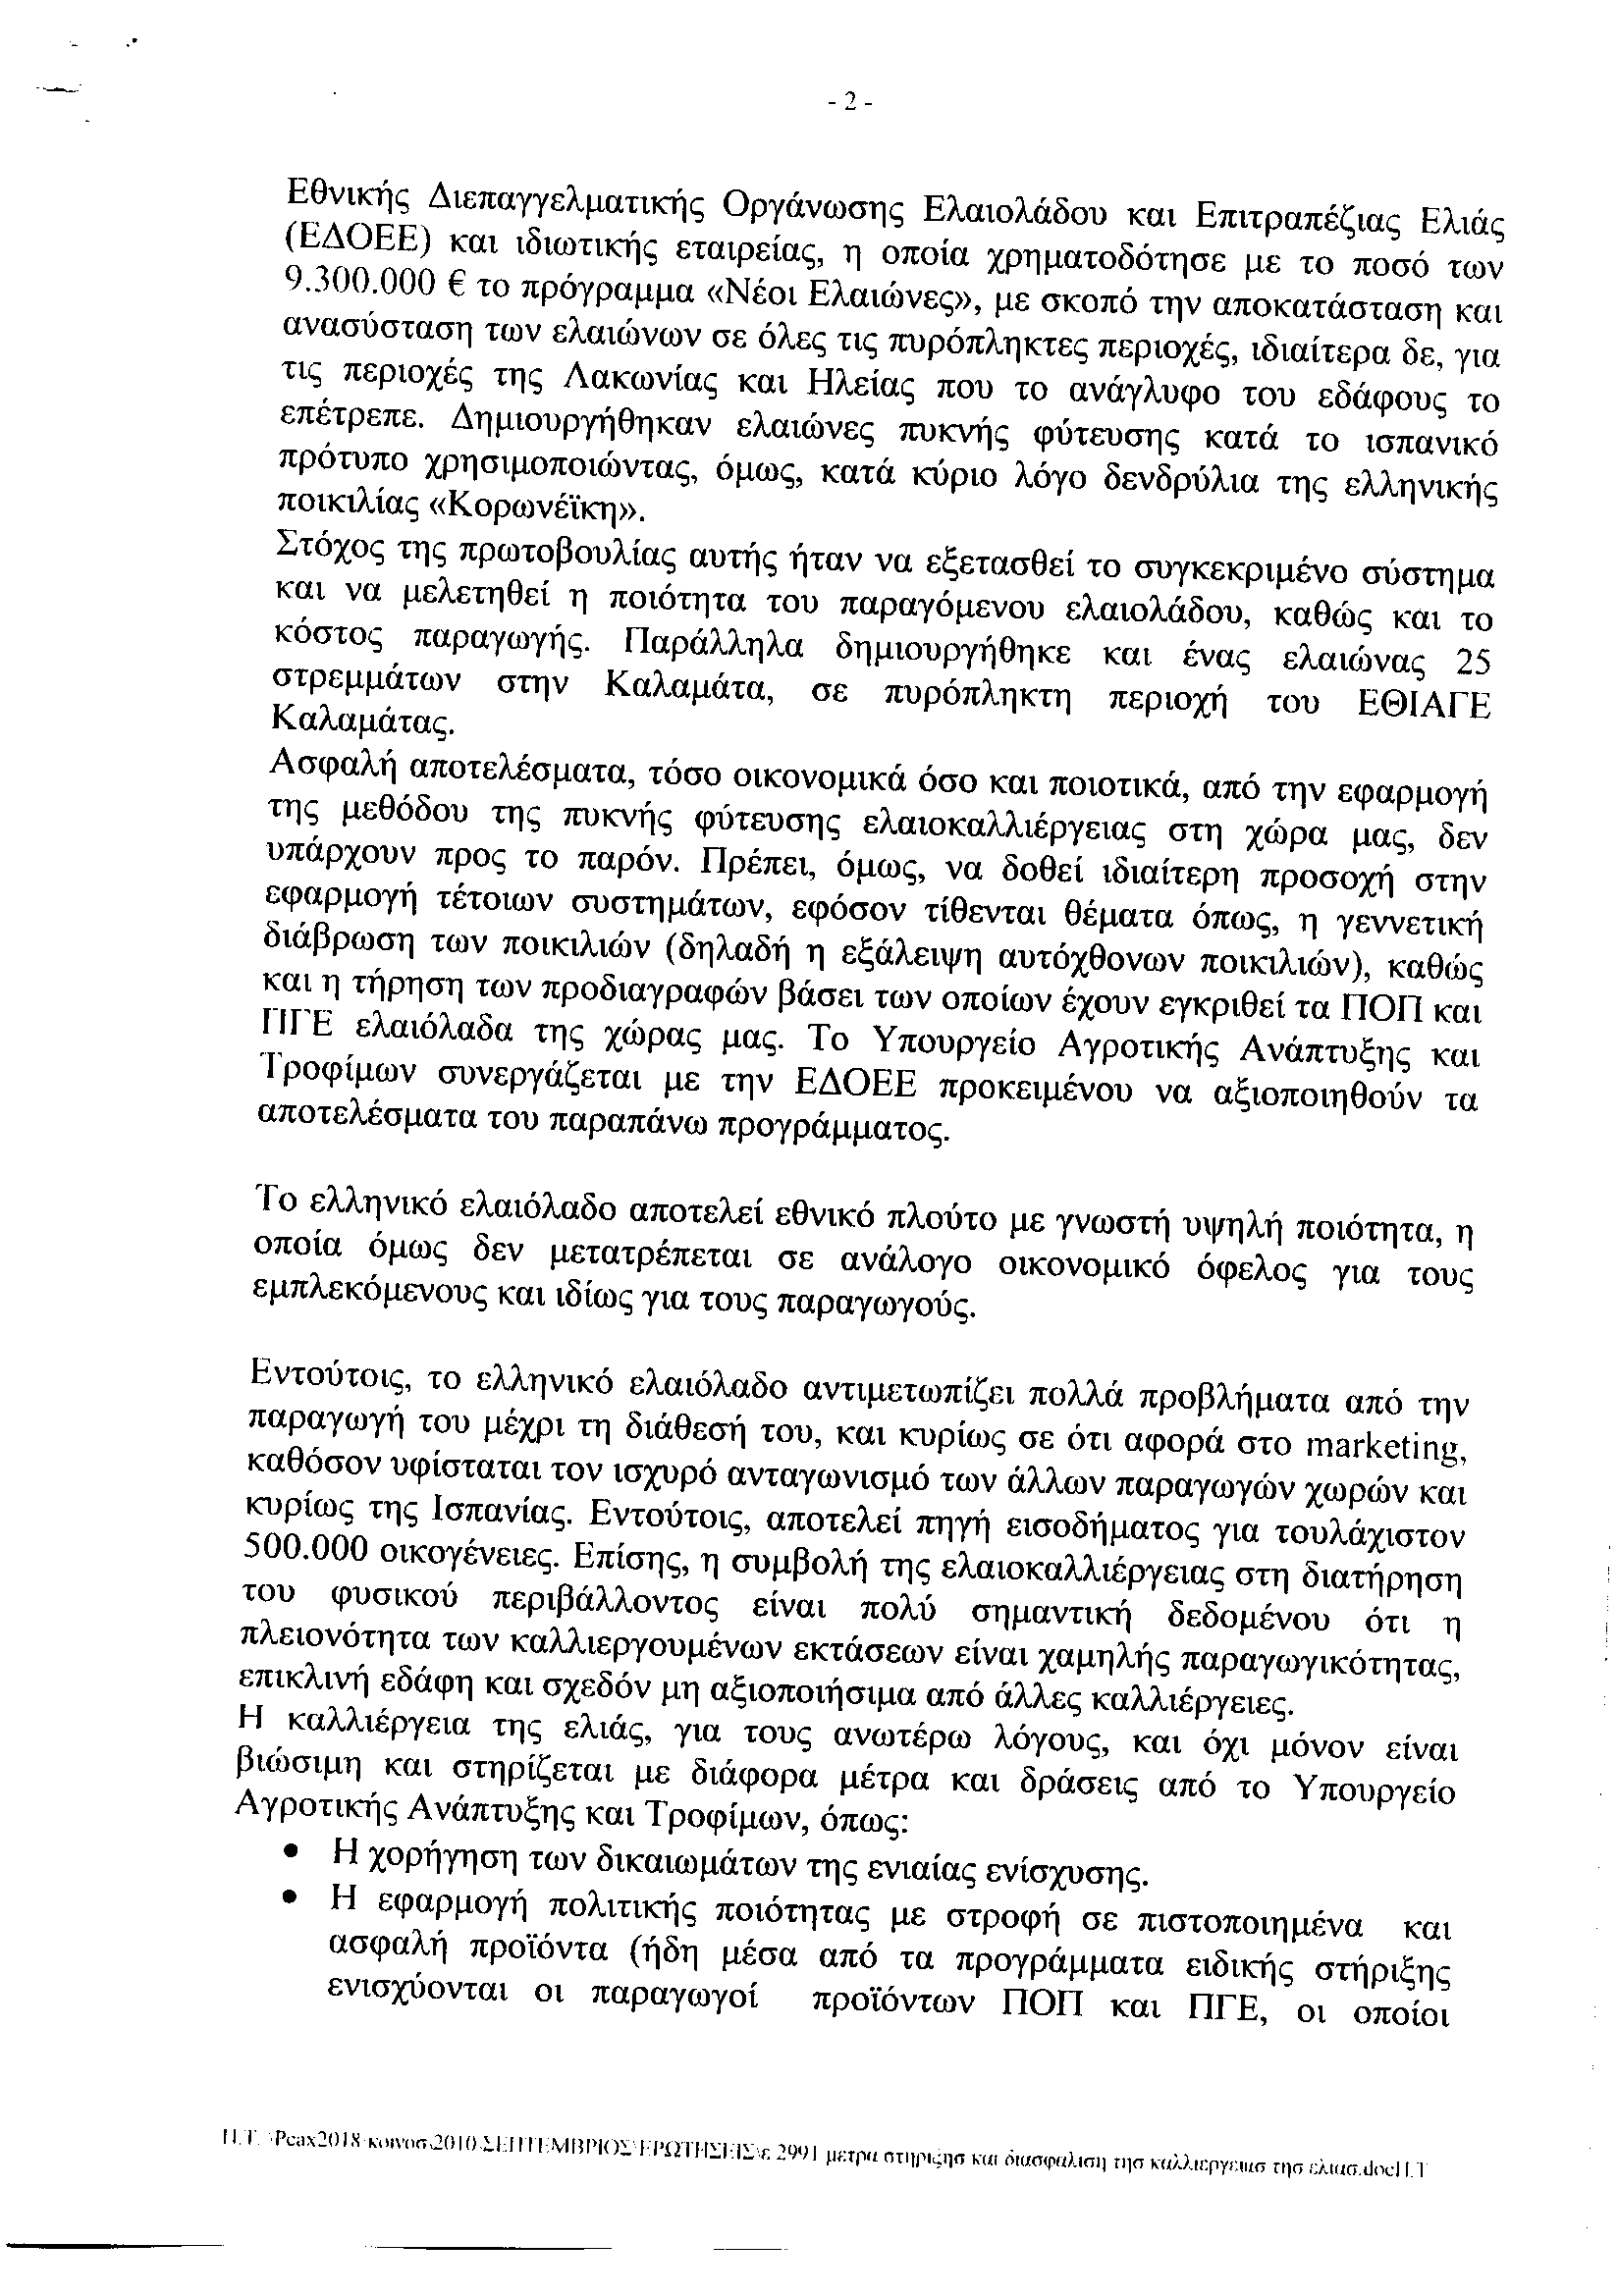 - 2 -
Εθνικής Διεπαγγελματικής Οργάνωσης Ελαιολάδου και Επιτραπέζιας Ελιάς
(ΕΔΟΕΕ) και ιδιωτικής εταιρείας, η οποία χρηματοδότησε με το ποσό των
9.300.000 € το πρόγραμμα «Νέοι Ελαιώνες», με σκοπό την αποκατάσταση και
ανασύσταση των ελαιώνων σε όλες τις πυρόπληκτες περιοχές, ιδιαίτερα δε, για
τις περιοχές της Λακωνίας και Ηλείας που το ανάγλυφο του εδάφους το
επέτρεπε. Δημιουργήθηκαν ελαιώνες πυκνής φύτευσης κατά το ισπανικό
πρότυπο χρησιμοποιώντας, όμως, κατά κύριο λόγο δενδρύλια της ελληνικής
ποικιλίας «Κορωνέϊκη».
Στόχος της πρωτοβουλίας αυτής ήταν να εξετασθεί το συγκεκριμένο σύστημα
και να μελετηθεί η ποιότητα του παραγόμενου ελαιολάδου, καθώς και το
κόστος παραγωγής. Παράλληλα δημιουργήθηκε και ένας ελαιώνας 25
στρεμμάτων στην Καλαμάτα, σε πυρόπληκτη περιοχή του ΕΘΙΑΓΕ
Καλαμάτας.
Ασφαλή αποτελέσματα, τόσο οικονομικά όσο και ποιοτικά, από την εφαρμογή
της μεθόδου της πυκνής φύτευσης ελαιοκαλλιέργειας στη χώρα μας, δεν
υπάρχουν προς το παρόν. Πρέπει, όμως, να δοθεί ιδιαίτερη προσοχή στην
εφαρμογή τέτοιων συστημάτων, εφόσον τίθενται θέματα όπως, η γεννετική
διάβρωση των ποικιλιών (δηλαδή η εξάλειψη αυτόχθονων ποικιλιών), καθώς
και η τήρηση των προδιαγραφών βάσει των οποίων έχουν εγκριθεί τα ΠΟΠ και
ΠΓΕ ελαιόλαδα της χώρας μας. Το Υπουργείο Αγροτικής Ανάπτυξης και
Τροφίμων συνεργάζεται με την ΕΔΟΕΕ προκειμένου να αξιοποιηθούν τα
αποτελέσματα του παραπάνω προγράμματος.
Το ελληνικό ελαιόλαδο αποτελεί εθνικό πλούτο με γνωστή υψηλή ποιότητα, η
οποία όμως δεν μετατρέπεται σε ανάλογο οικονομικό όφελος για τους
εμπλεκόμενους και ιδίως για τους παραγωγούς.
Εντούτοις, το ελληνικό ελαιόλαδο αντιμετωπίζει πολλά προβλήματα από την
παραγωγή του μέχρι τη διάθεσή του, και κυρίως σε ότι αφορά στο marketing,
καθόσον υφίσταται τον ισχυρό ανταγωνισμό των άλλων παραγωγών χωρών και
κυρίως της Ισπανίας. Εντούτοις, αποτελεί πηγή εισοδήματος για τουλάχιστον
500.000 οικογένειες. Επίσης, η συμβολή της ελαιοκαλλιέργειας στη διατήρηση
του φυσικού περιβάλλοντος είναι πολύ σημαντική δεδομένου ότι η
πλειονότητα των καλλιεργουμένων εκτάσεων είναι χαμηλής παραγωγικότητας,
επικλινή εδάφη και σχεδόν μη αξιοποιήσιμα από άλλες καλλιέργειες.
Η καλλιέργεια της ελιάς, για τους ανωτέρω λόγους, και όχι μόνον είναι
βιώσιμη και στηρίζεται με διάφορα μέτρα και δράσεις από το Υπουργείο
Αγροτικής Ανάπτυξης και Τροφίμων, όπως:
• Η χορήγηση των δικαιωμάτων της ενιαίας ενίσχυσης.
• Η εφαρμογή πολιτικής ποιότητας με στροφή σε πιστοποιημένα και
ασφαλή προϊόντα (ήδη μέσα από τα προγράμματα ειδικής στήριξης
ενισχύονται οι παραγωγοί προϊόντων ΠΟΠ και ΠΓΕ, οι οποίοι
2991 μετρα στηριξησ και διασφαλιση τησ καλλιεργειασ τησ ελιασ.doc